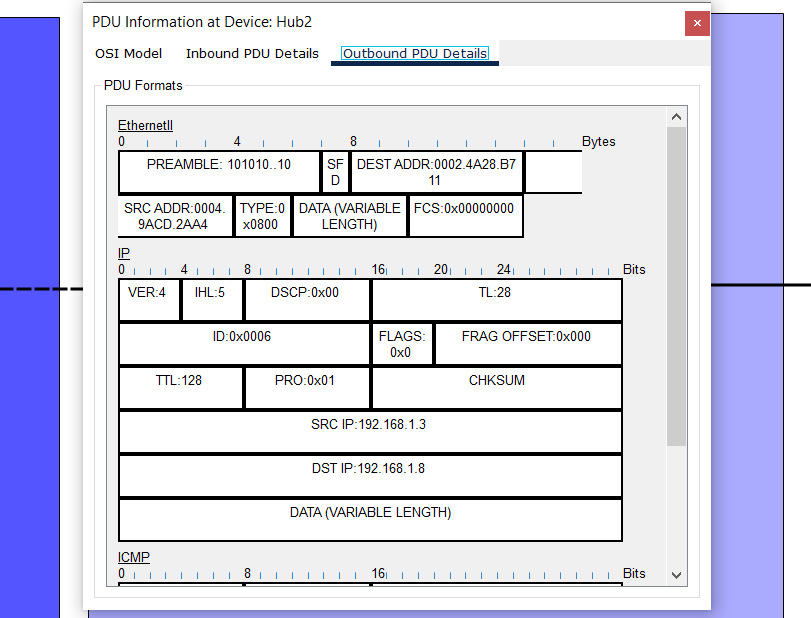 PDU Information at Device: Hub2
OSI Model Inbound PDU Details Outbound PDU Details
PDU Formats
EthernetII
0 4 8 Bytes
PREAMBLE: 101010..10 SF DEST ADDR:0002.4A28.B7
D 11
SRC ADDR:0004. TYPE:0 DATA (VARIABLE FCS:0x00000000
9ACD.2AA4 x0800 LENGTH)
IP
0 4 8 16 20 24 Bits
VER:4 IHL:5 DSCP:0x00 TL:28
ID:0x0006 FLAGS: FRAG OFFSET:0x000
0x0
TTL:128 PRO:0x01 CHKSUM
SRC IP:192.168.1.3
DST IP:192.168.1.8
DATA (VARIABLE LENGTH)
ICMP
0 8 16 Bits